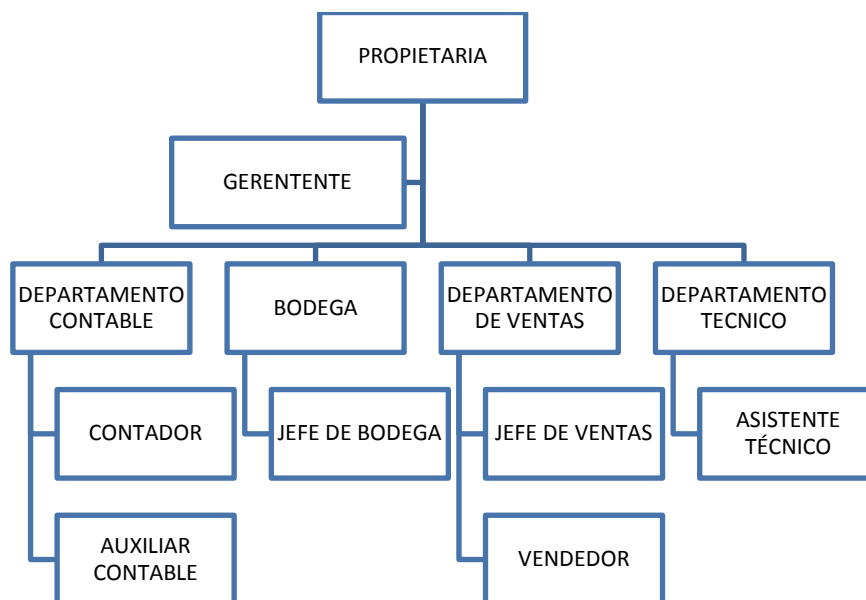 PROPIETARIA
GERENTENTE
DEPARTAMENTO
CONTABLE
BODEGA
DEPARTAMENTO
DE VENTAS
DEPARTAMENTO
TECNICO
CONTADOR
JEFE DE BODEGA
JEFE DE VENTAS
ASISTENTE
TÉCNICO
AUXILIAR
CONTABLE
VENDEDOR